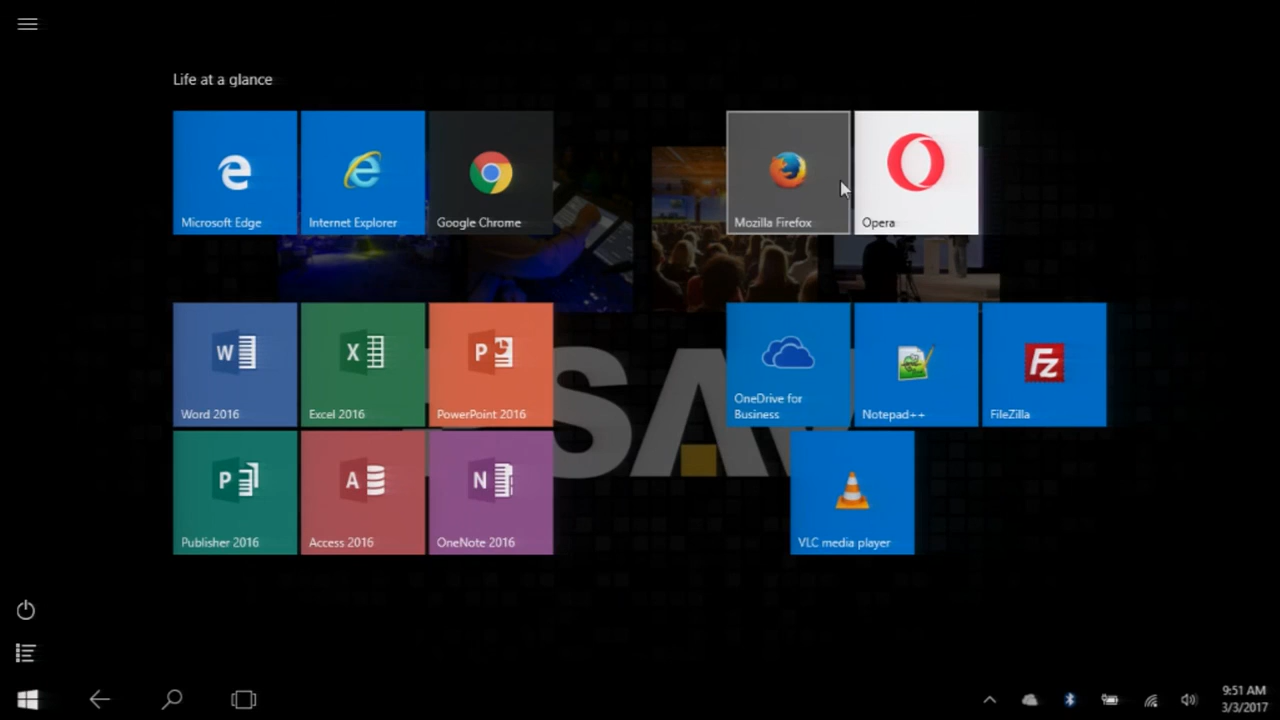 Life at a glance
Microsoft Edge
Internet Explorer
Google Chrome
Mozilla Firefox
Opera
Word 2016
Excel 2016
PowerPoint 2016
OneDrive for
Business
Notepad++
FileZilla
Publisher 2016
Access 2016
OneNote 2016
VLC media player
9:51 AM
3/3/2017